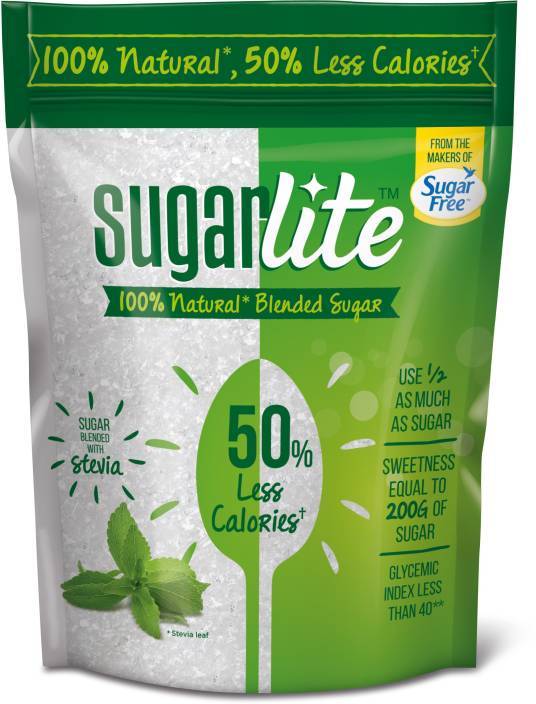 100% Natural*, 50% Less Calories†
FROM THE
MAKERS OF
Sugar
Free™
sugarlite™
100% Natural* Blended Sugar
SUGAR
BLENDED
WITH
stevia
50%
Less
Calories†
USE 1/2
AS MUCH
AS SUGAR
SWEETNESS
EQUAL TO
200G OF
SUGAR
GLYCEMIC
INDEX LESS
THAN 40**
*Stevia leaf